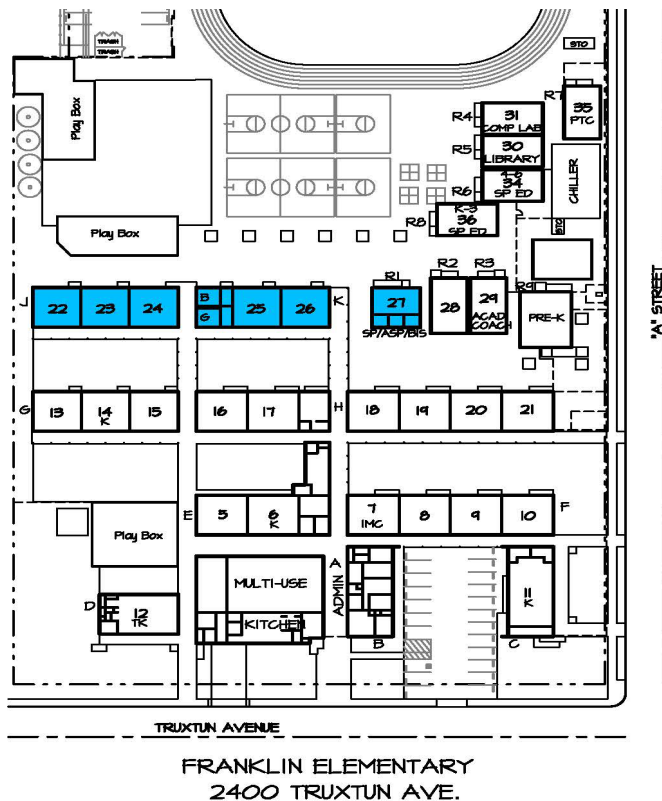 TRASH
TRASH
STO
Play Box
R7
35
PTC
R4
31
COMP LAB
R5
30
LIBRARY
R6
34
SP ED
CHILLER
K-3
R8
36
SP ED
STO
Play Box
R1
R2
R3
R9
J
22
23
24
B
G
25
26
K
27
SP/ASP/BIS
28
29
ACAD
COACH
PRE-K
"A" STREET
G
13
14
K
15
16
17
H
18
19
20
21
E
5
6
K
7
IMC
8
9
10
F
Play Box
D
12
TK
MULTI-USE
KITCHEN
A
ADMIN
B
11
K
C
TRUXTUN AVENUE
FRANKLIN ELEMENTARY
2400 TRUXTUN AVE.